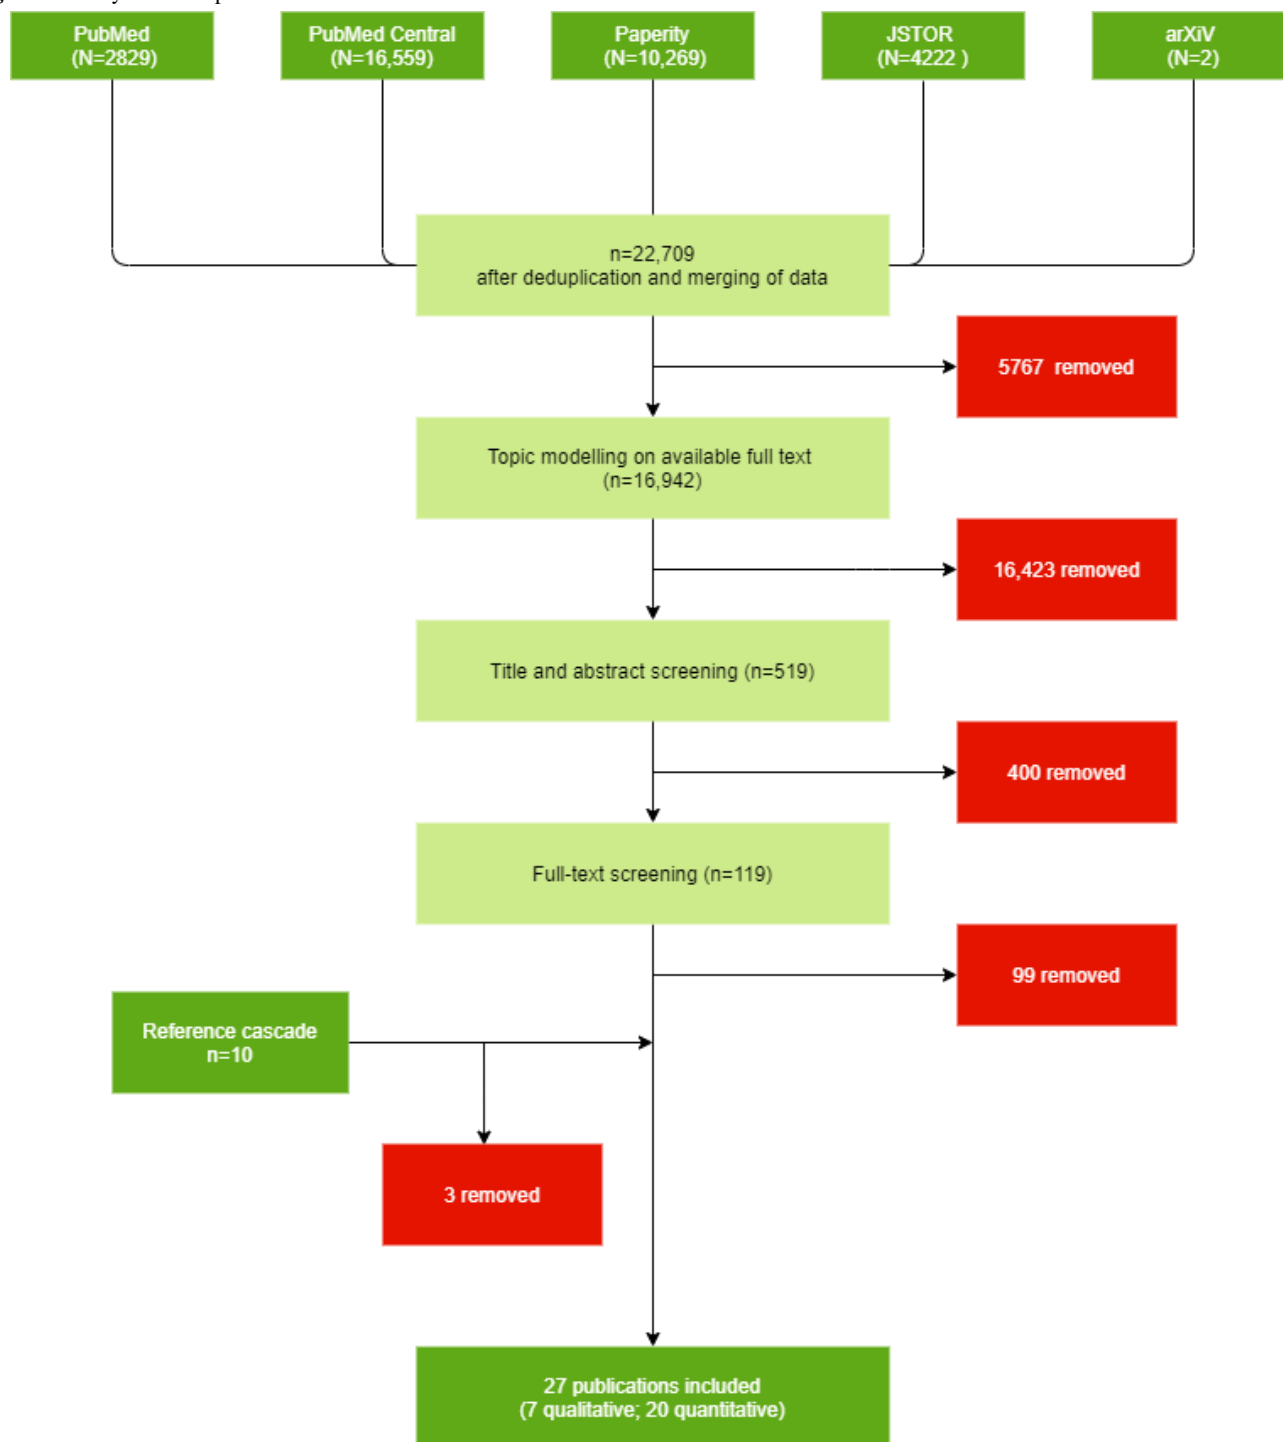 PubMed
(N=2829)
PubMed Central
(N=16,559)
Paperity
(N=10,269)
JSTOR
(N=4222 )
arXiV
(N=2)
n=22,709
after deduplication and merging of data
5767  removed
Topic modelling on available full text
(n=16,942)
16,423 removed
Title and abstract screening (n=519)
400 removed
Full-text screening (n=119)
99 removed
Reference cascade
n=10
3 removed
27 publications included
(7 qualitative; 20 quantitative)